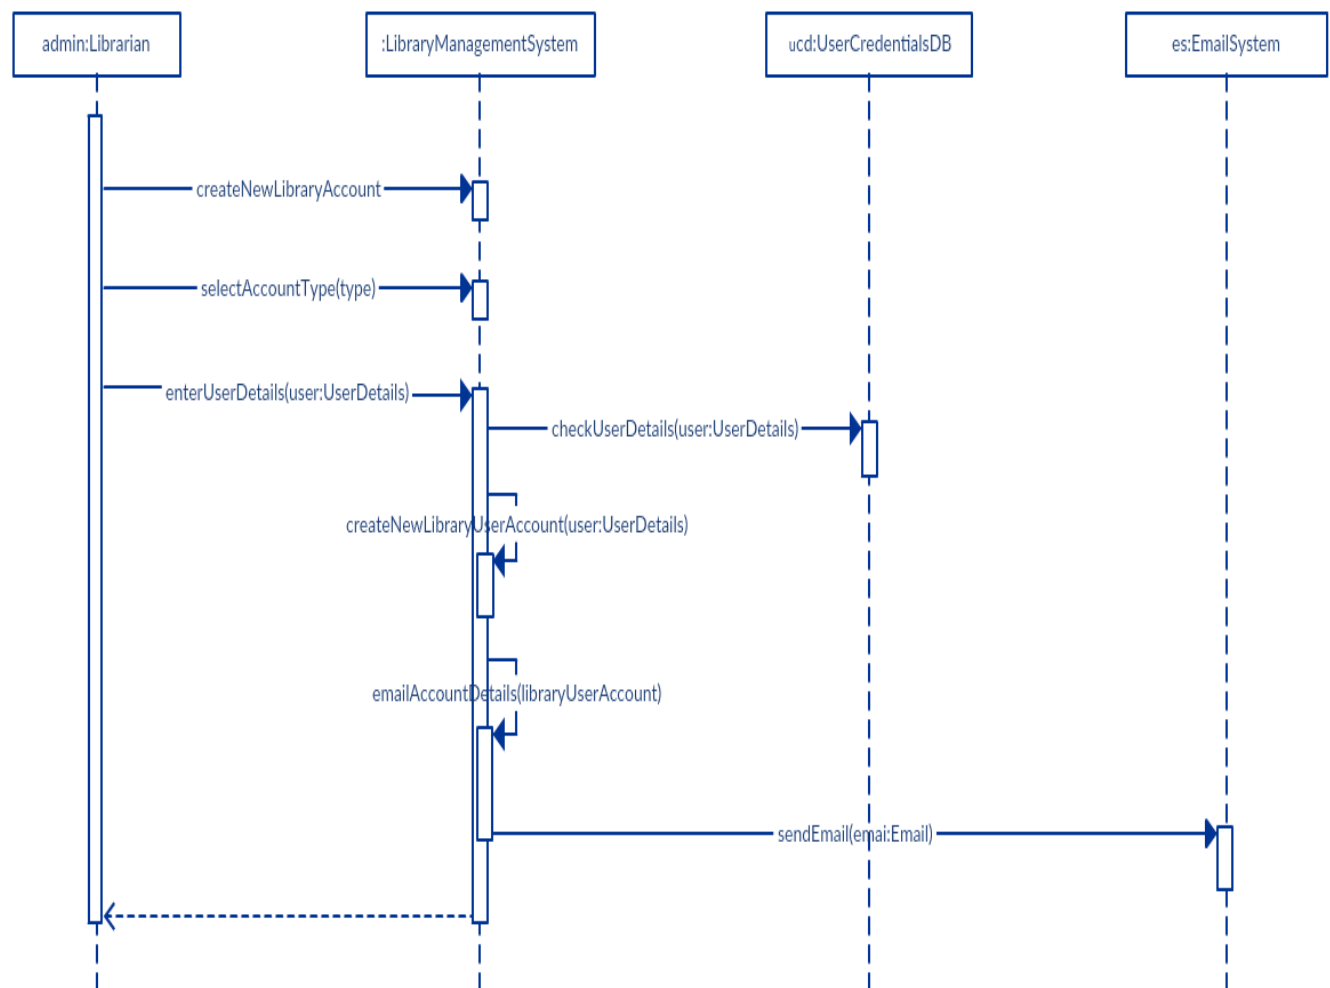 admin:Librarian
:LibraryManagementSystem
ucd:UserCredentialsDB
es:EmailSystem
createNewLibraryAccount
selectAccountType(type)
enterUserDetails(user:UserDetails)
checkUserDetails(user:UserDetails)
createNewLibraryUserAccount(user:UserDetails)
emailAccountDetails(libraryUserAccount)
sendEmail(emai:Email)